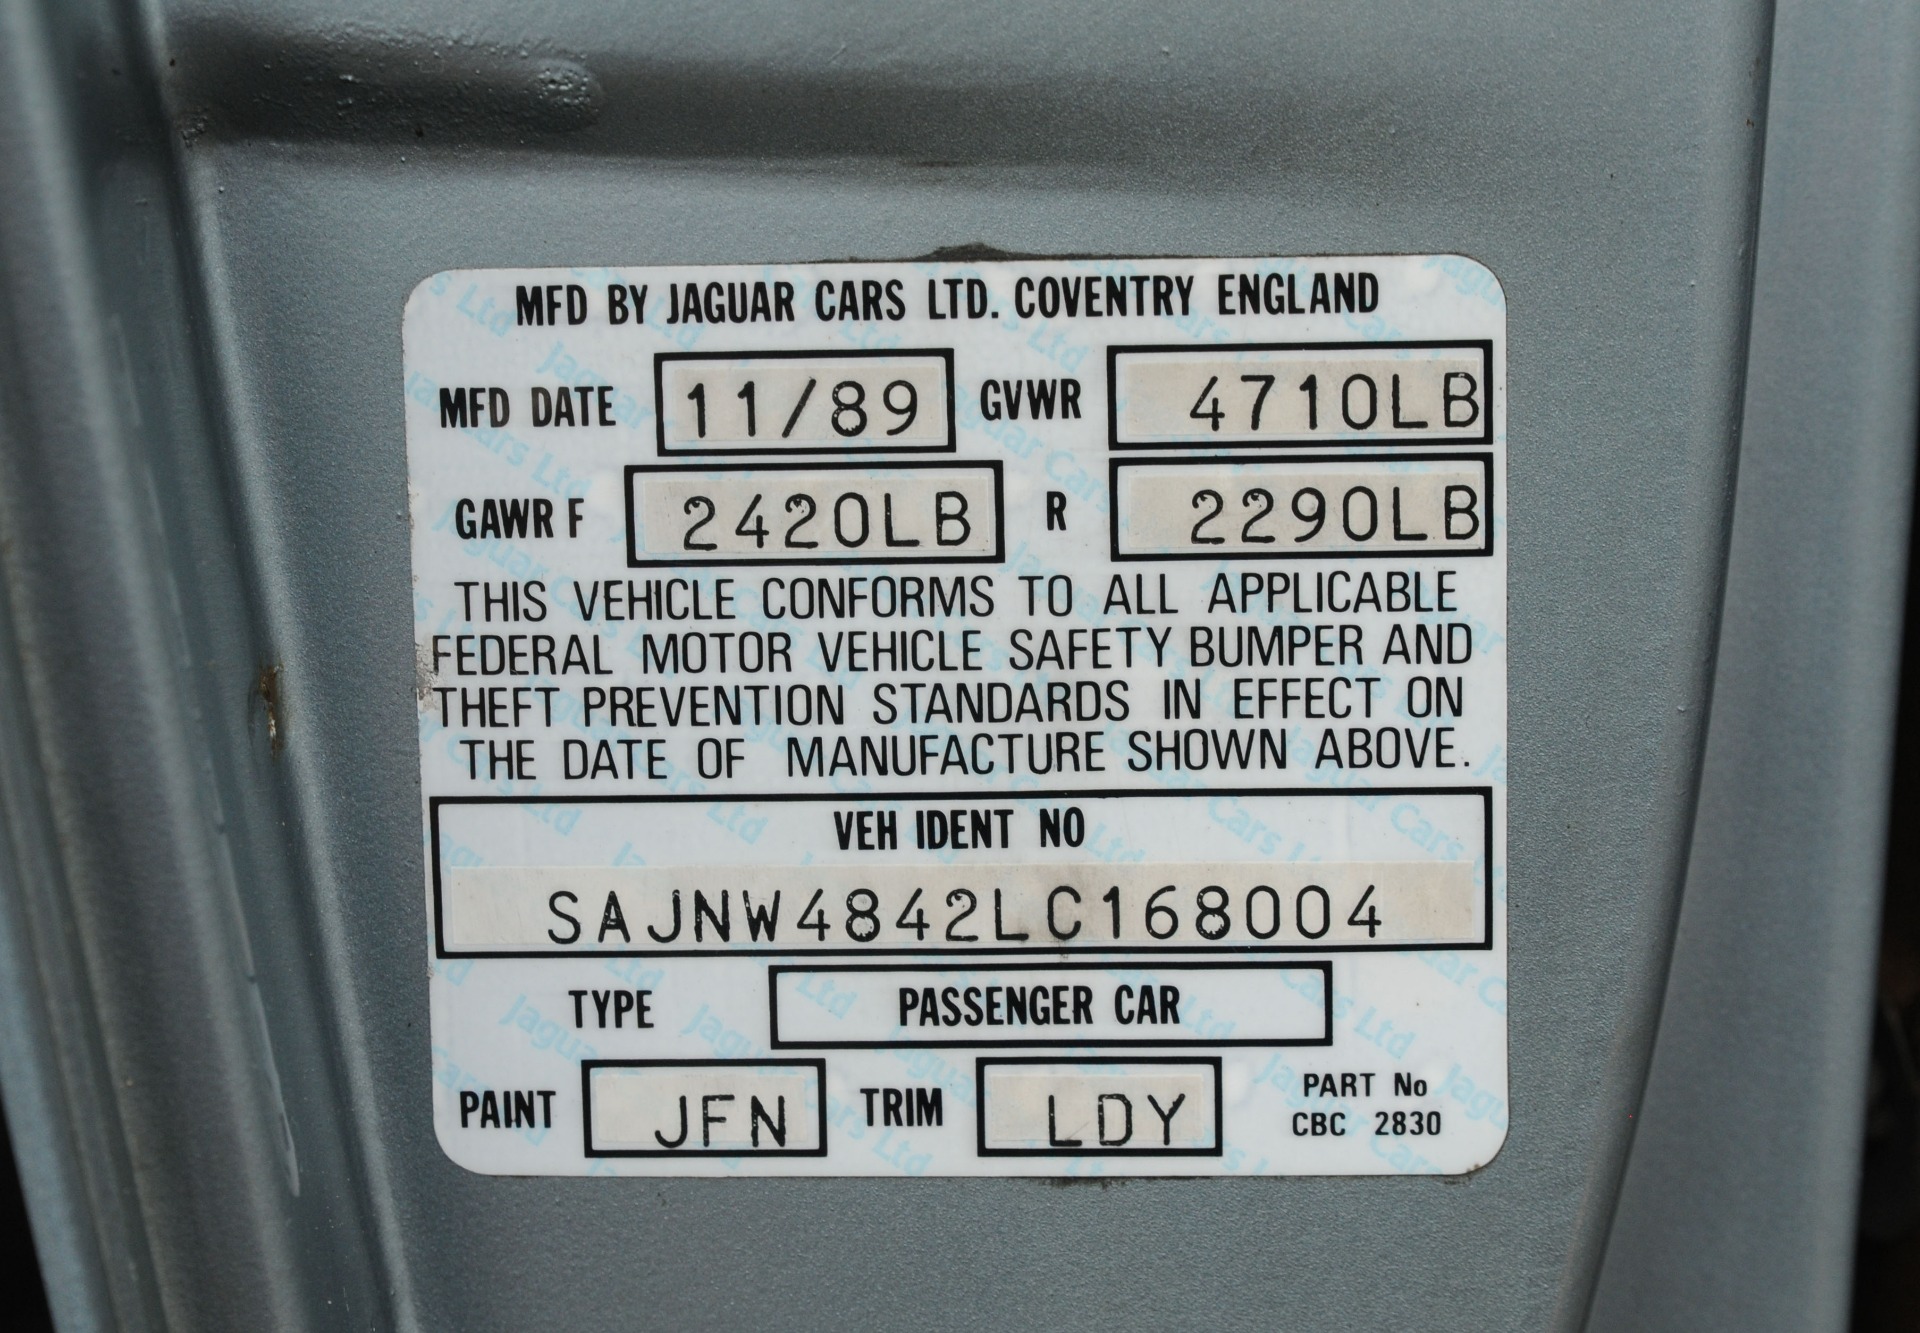 MFD BY JAGUAR CARS LTD. COVENTRY ENGLAND
MFD DATE 11/89 GVWR 4710LB
GAWR F 2420LB R 2290LB
THIS VEHICLE CONFORMS TO ALL APPLICABLE
FEDERAL MOTOR VEHICLE SAFETY BUMPER AND
THEFT PREVENTION STANDARDS IN EFFECT ON
THE DATE OF MANUFACTURE SHOWN ABOVE.
VEH IDENT NO
SAJNW4842LC168004
TYPE PASSENGER CAR
PAINT JFN TRIM LDY PART No
CBC 2830